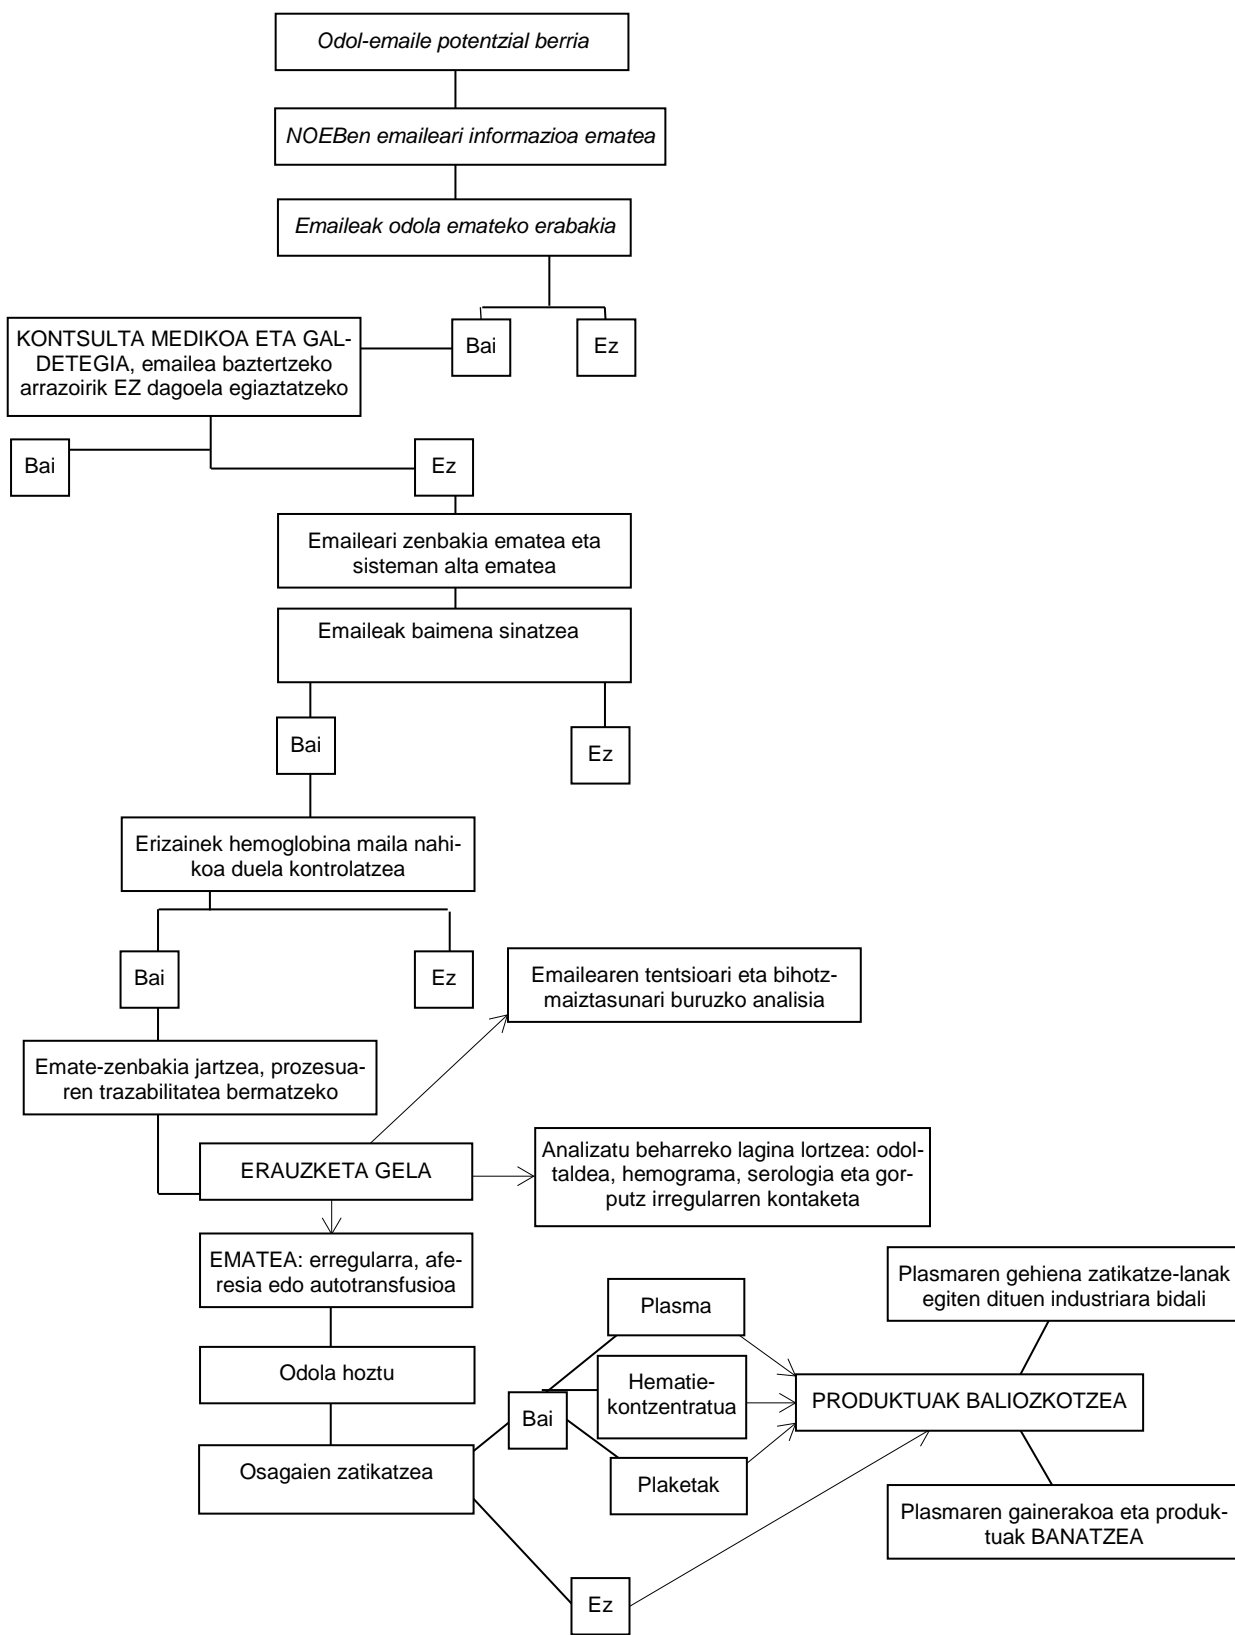 Odol-emaile potentzial berria
NOEBen emaileari informazioa ematea
Emaileak odola emateko erabakia
Bai
Ez
KONTSULTA MEDIKOA ETA GAL-
DETEGIA, emailea baztertzeko
arrazoirik EZ dagoela egiaztatzeko
Bai
Ez
Emaileari zenbakia ematea eta
sisteman alta ematea
Emaileak baimena sinatzea
Bai
Ez
Erizainek hemoglobina maila nahi-
koa duela kontrolatzea
Bai
Ez
Emailearen tentsioari eta bihotz-
maiztasunari buruzko analisia
Emate-zenbakia jartzea, prozesua-
ren trazabilitatea bermatzeko
ERAUZKETA GELA
Analizatu beharreko lagina lortzea: odol-
taldea, hemograma, serologia eta gor-
putz irregularren kontaketa
EMATEA: erregularra, afe-
resia edo autotransfusioa
Odola hoztu
Osagaien zatikatzea
Bai
Ez
Plasma
Hematie-
kontzentratua
Plaketak
PRODUKTUAK BALIOZKOTZEA
Plasmaren gehiena zatikatze-lanak
egiten dituen industriara bidali
Plasmaren gainerakoa eta produk-
tuak BANATZEA